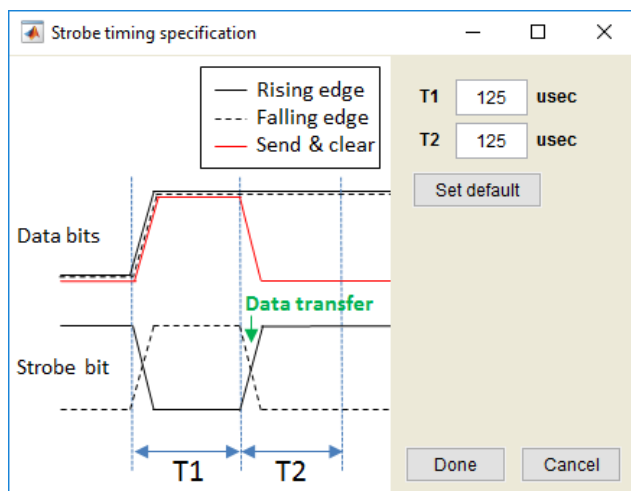 Strobe timing specification
Rising edge
Falling edge
Send & clear
Data bits
Data transfer
Strobe bit
T1
T2
T1 125 usec
T2 125 usec
Set default
Done
Cancel